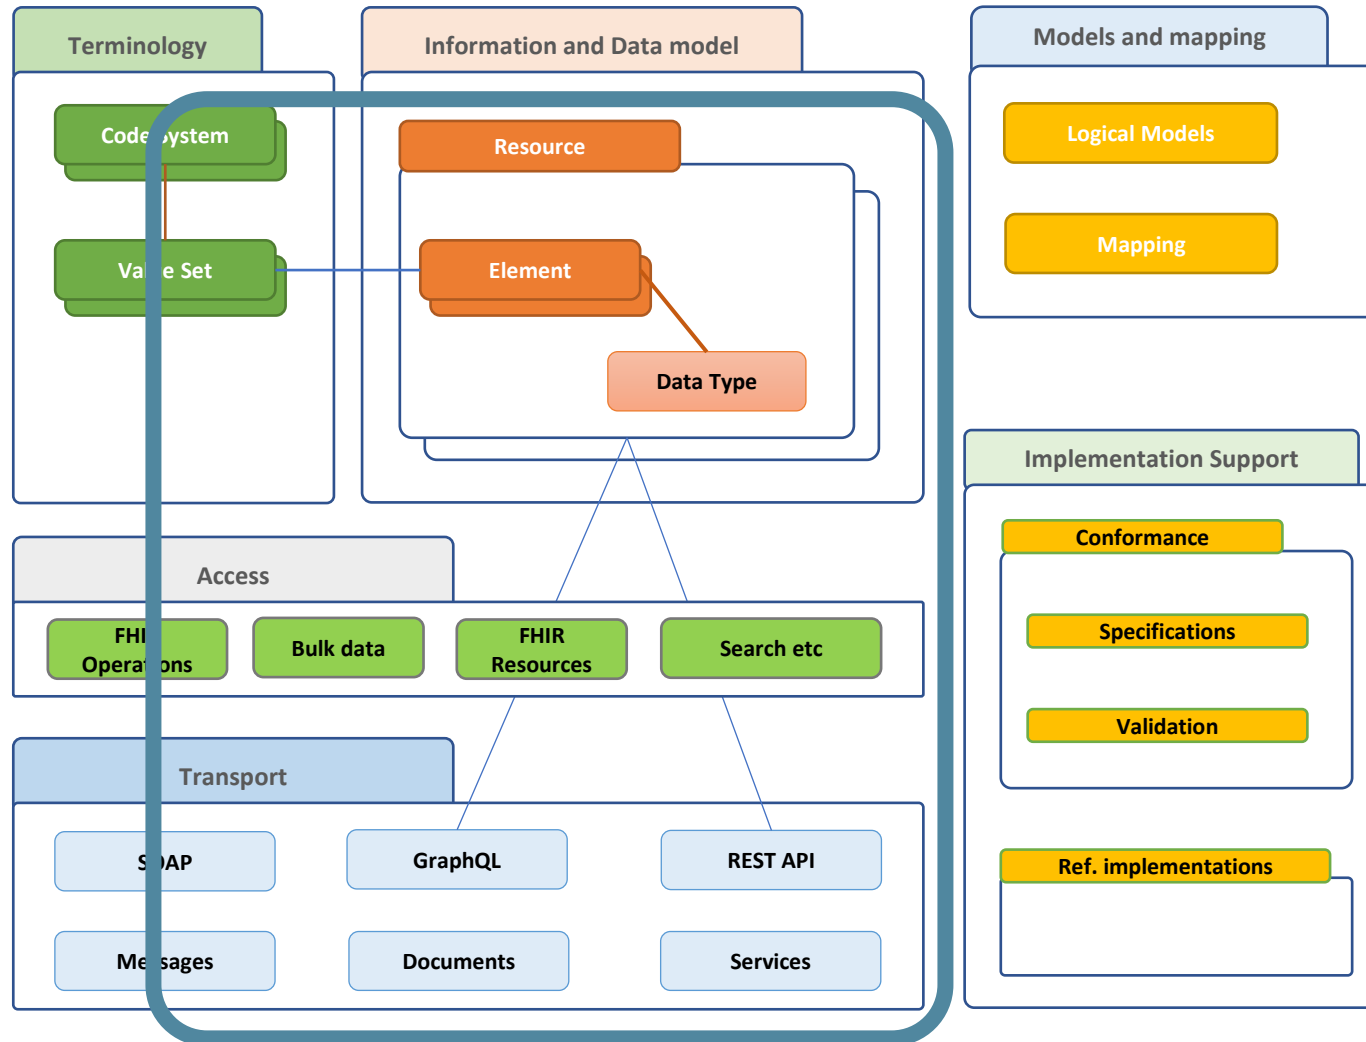 Terminology
Information and Data model
Models and mapping
Code System
Resource
Logical Models
Value Set
Element
Mapping
Data Type
Implementation Support
Conformance
Access
FHIR
Operations
Bulk data
FHIR
Resources
Search etc
Specifications
Validation
Transport
SOAP
GraphQL
REST API
Ref. implementations
Messages
Documents
Services